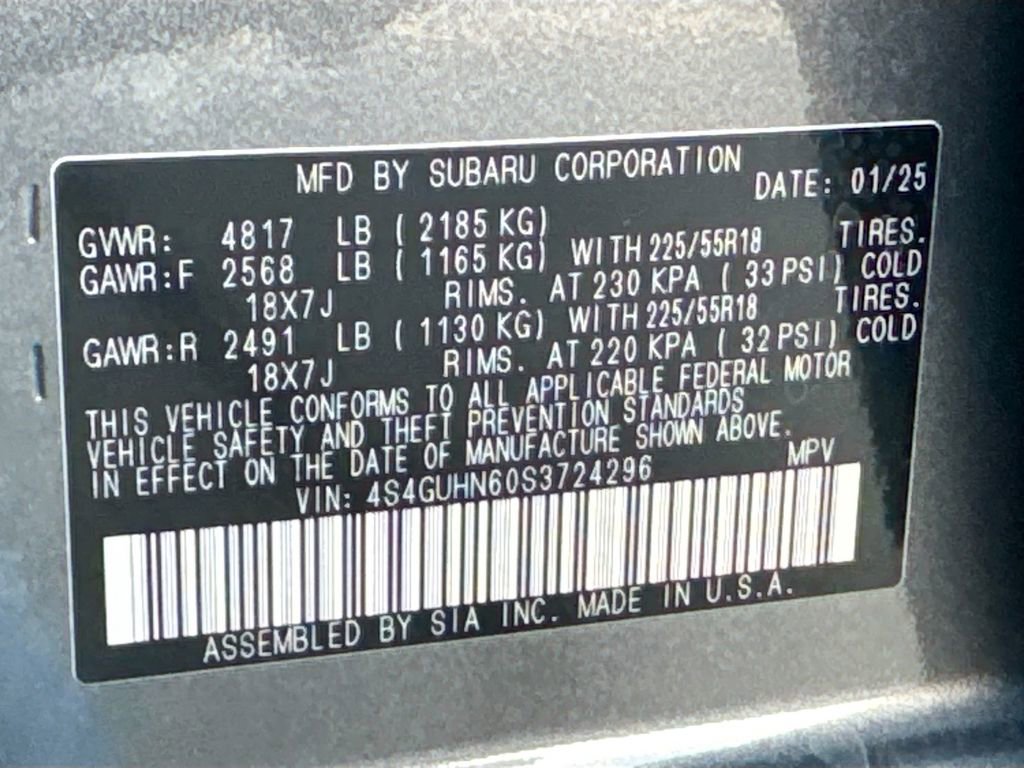 MFD BY SUBARU CORPORATION DATE: 01/25
GVWR: 4817 LB ( 2185 KG)
GAWR:F 2568 LB ( 1165 KG) WITH 225/55R18 TIRES.
18X7J RIMS. AT 230 KPA ( 33 PSI) COLD
GAWR:R 2491 LB ( 1130 KG) WITH 225/55R18 TIRES.
18X7J RIMS. AT 220 KPA ( 32 PSI) COLD
THIS VEHICLE CONFORMS TO ALL APPLICABLE FEDERAL MOTOR
VEHICLE SAFETY AND THEFT PREVENTION STANDARDS
IN EFFECT ON THE DATE OF MANUFACTURE SHOWN ABOVE.
VIN: 4S4GUHN60S3724296 MPV
ASSEMBLED BY SIA INC. MADE IN U.S.A.